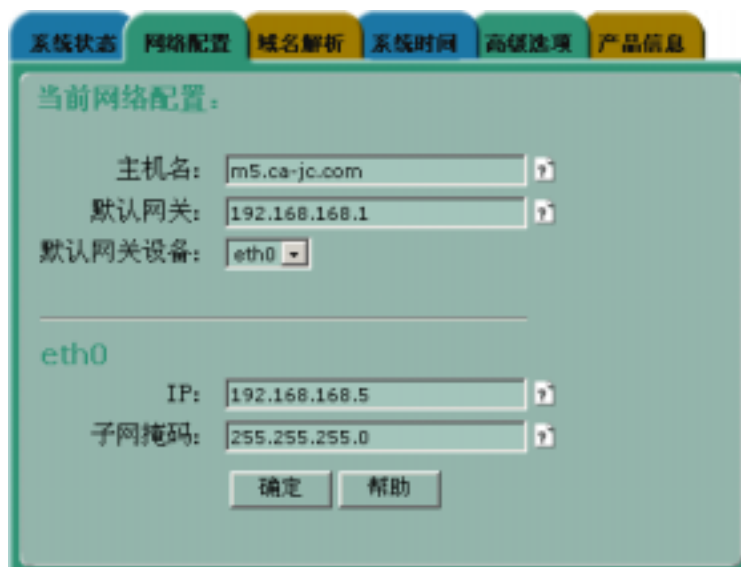 系统状态 网络配置 域名解析 系统时间 高级选项 产品信息
当前网络配置：
主机名： m5.ca-jc.com ?
默认网关： 192.168.168.1 ?
默认网关设备： eth0
eth0
IP： 192.168.168.5 ?
子网掩码： 255.255.255.0 ?
确定 帮助